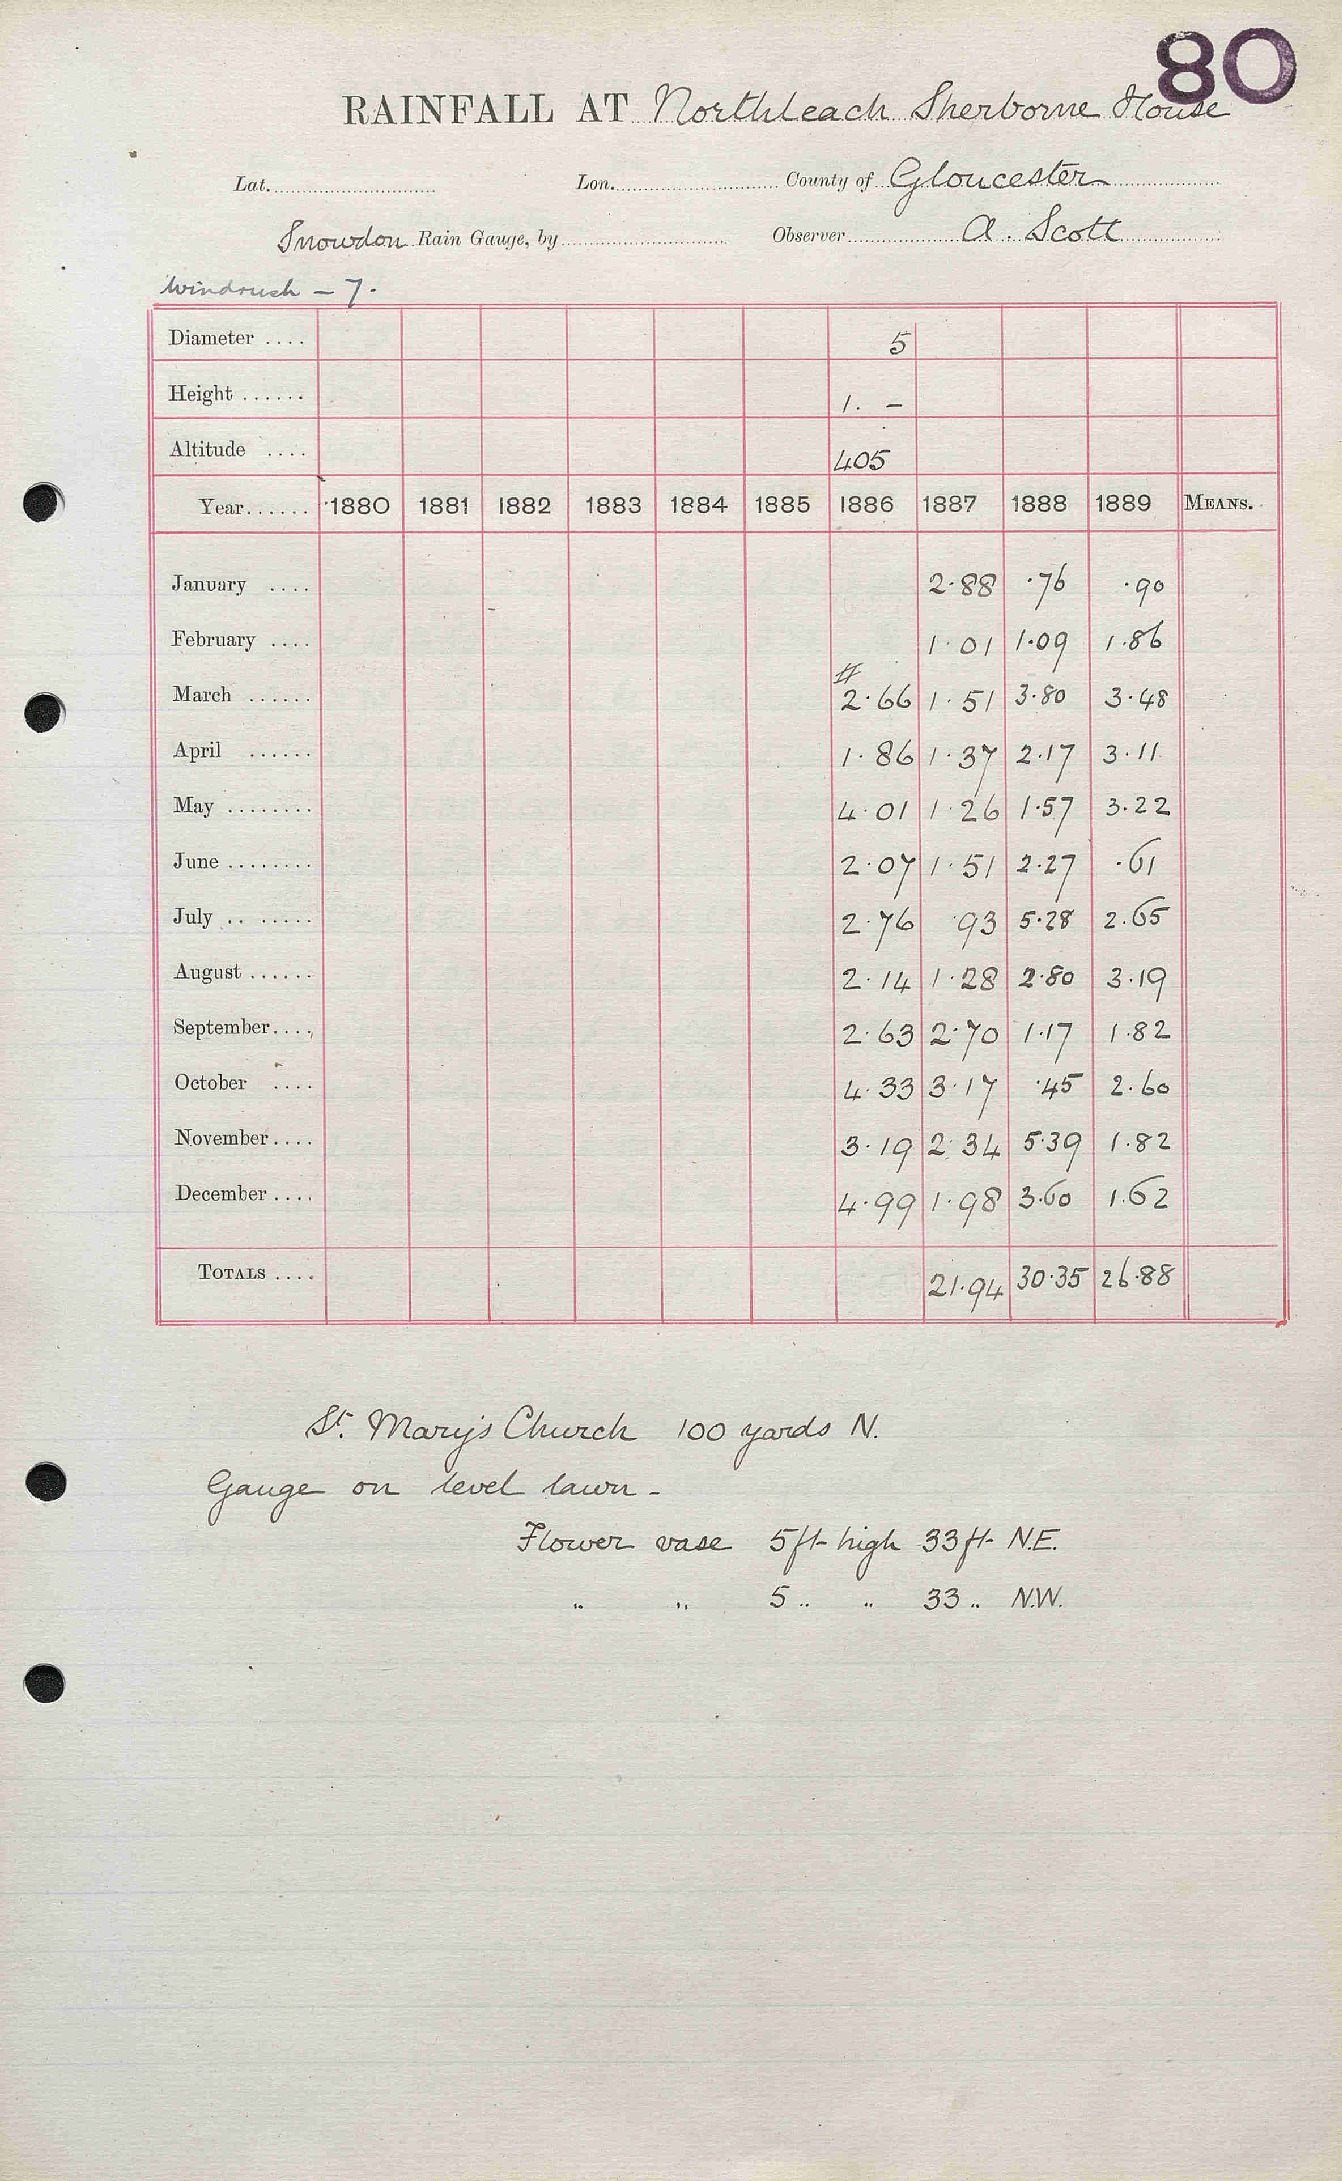 80
RAINFALL AT Northleach Sherborne House
Lat. Lon. County of Gloucester
Snowdon Rain Gauge, by Observer A. Scott
Windrush - 7.
Diameter .... 5
Height ...... 1. -
Altitude .... 405
Year...... 1880 1881 1882 1883 1884 1885 1886 1887 1888 1889 MEANS.
January .... 2.88 .76 .90
February .... 1.01 1.09 1.86
March ...... # 2.66 1.51 3.80 3.48
April ...... 1.86 1.37 2.17 3.11
May ........ 4.01 1.26 1.57 3.22
June ........ 2.07 1.51 2.27 .61
July .. ..... 2.76 .93 5.28 2.65
August ...... 2.14 1.28 2.80 3.19
September.... 2.63 2.70 1.17 1.82
October .... 4.33 3.17 .45 2.60
November.... 3.19 2.34 5.39 1.82
December.... 4.99 1.98 3.60 1.62
TOTALS .... 21.94 30.35 26.88
St. Mary's Church 100 yards N.
Gauge on level lawn -
Flower vase 5ft high 33ft N.E.
" " 5 " " 33 " N.W.